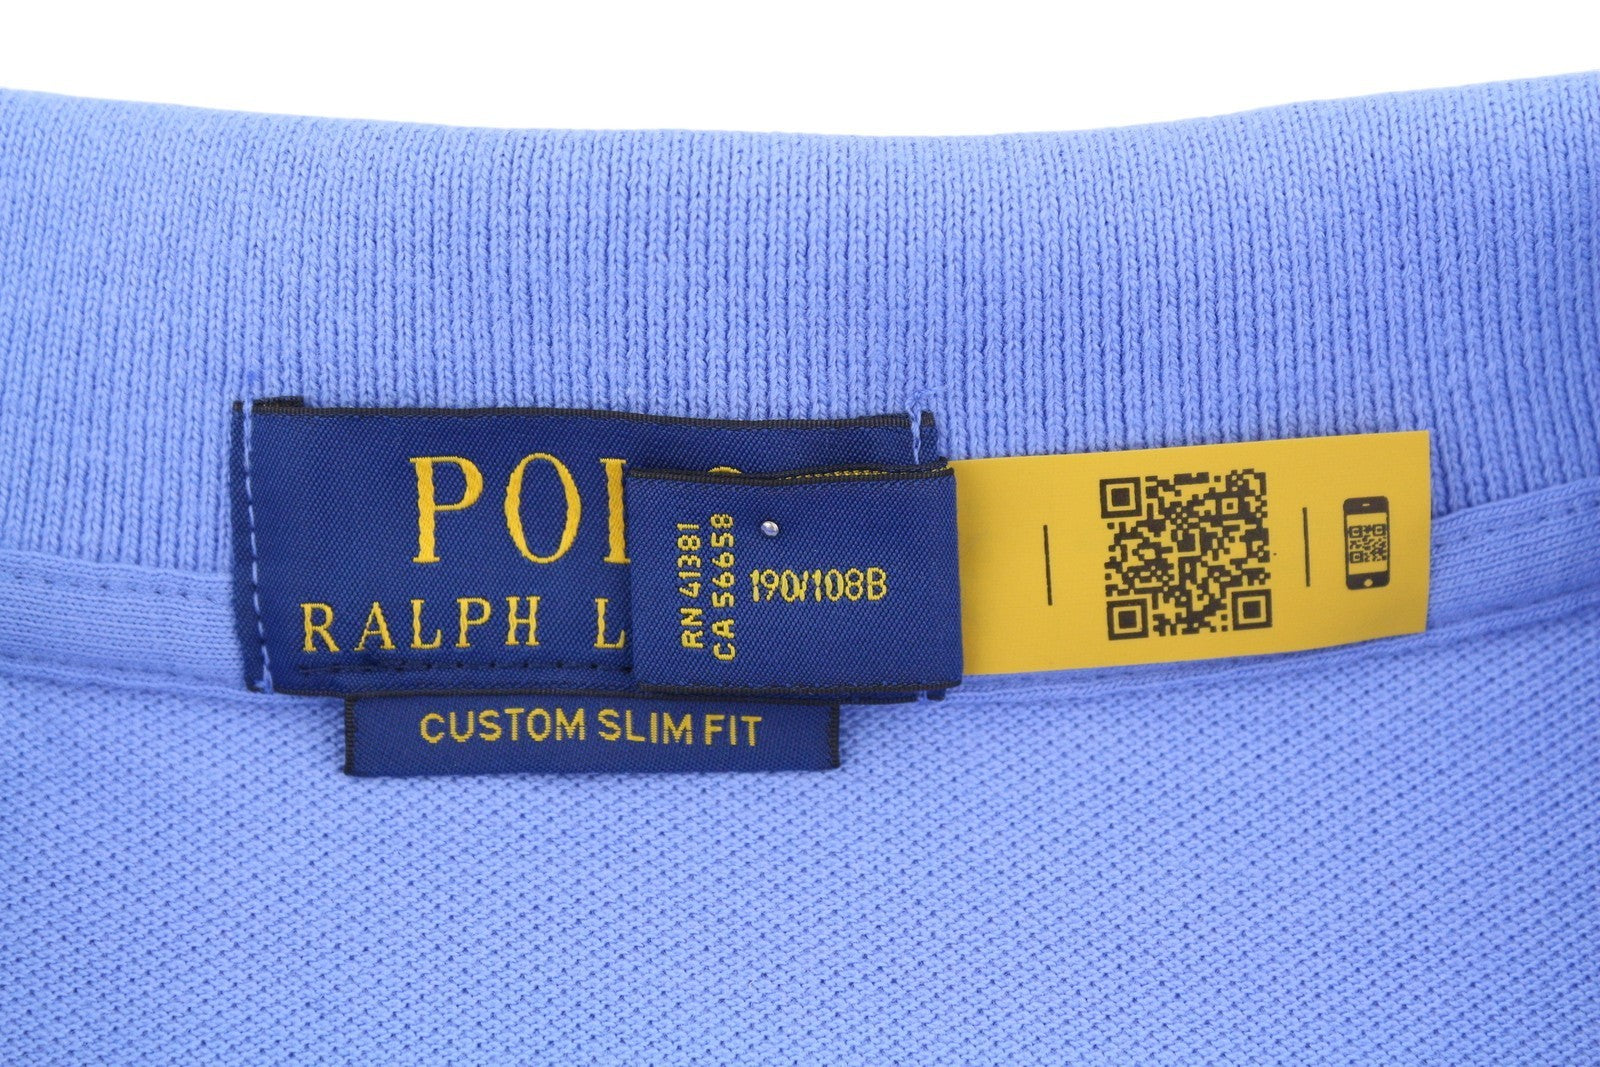 POL
RALPH L
RN 41381
CA 56658
190/108B
CUSTOM SLIM FIT